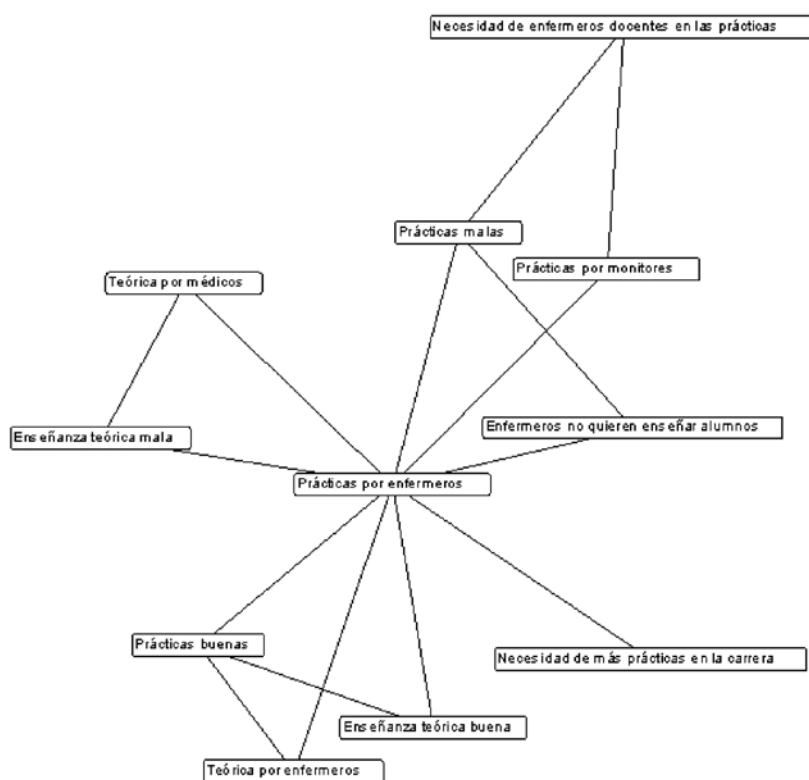 Necesidad de enfermeros docentes en las prácticas
Prácticas malas
Prácticas por monitores
Teórica por médicos
Enseñanza teórica mala
Enfermeros no quieren enseñar alumnos
Prácticas por enfermeros
Prácticas buenas
Necesidad de más prácticas en la carrera
Enseñanza teórica buena
Teórica por enfermeros